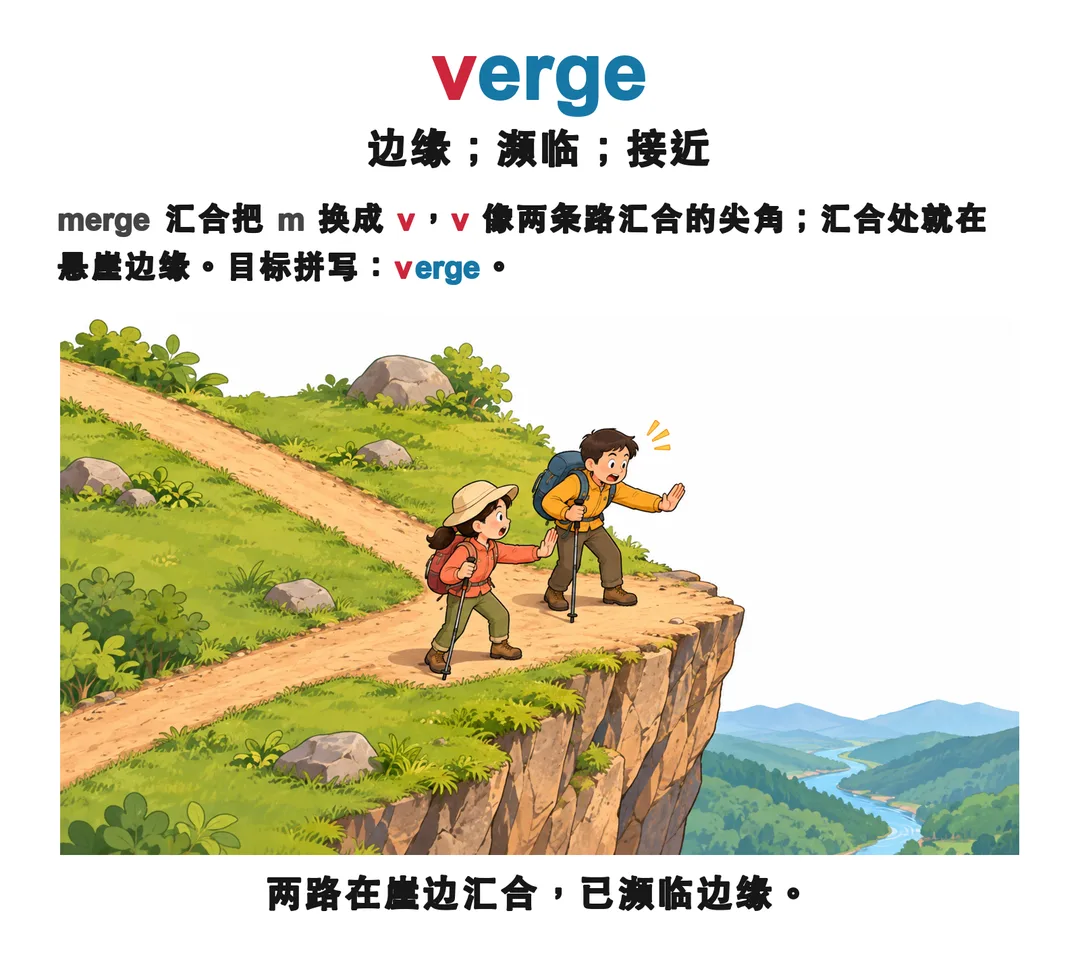 verge
边缘；濒临；接近
merge 汇合把 m 换成 v，v 像两条路汇合的尖角；汇合处就在
悬崖边缘。目标拼写：verge。
两路在崖边汇合，已濒临边缘。